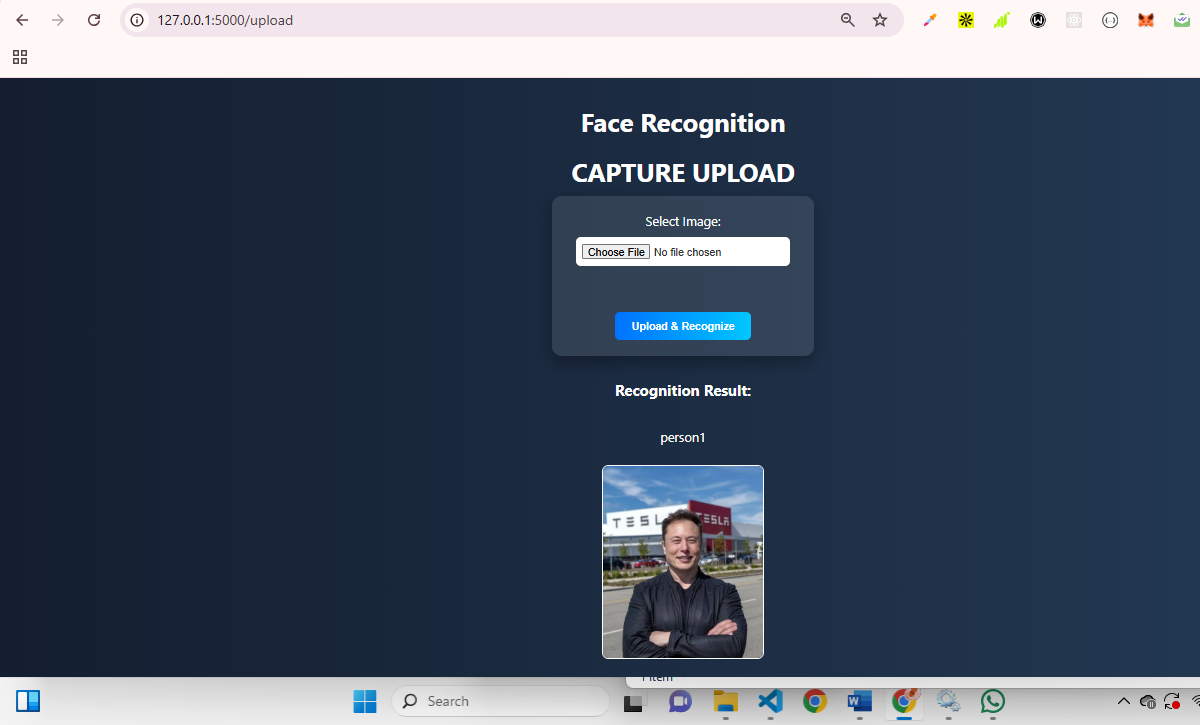 127.0.0.1:5000/upload
Face Recognition
CAPTURE UPLOAD
Select Image:
Choose File No file chosen
Upload & Recognize
Recognition Result:
person1
TESLA TESLA
1 item
Search